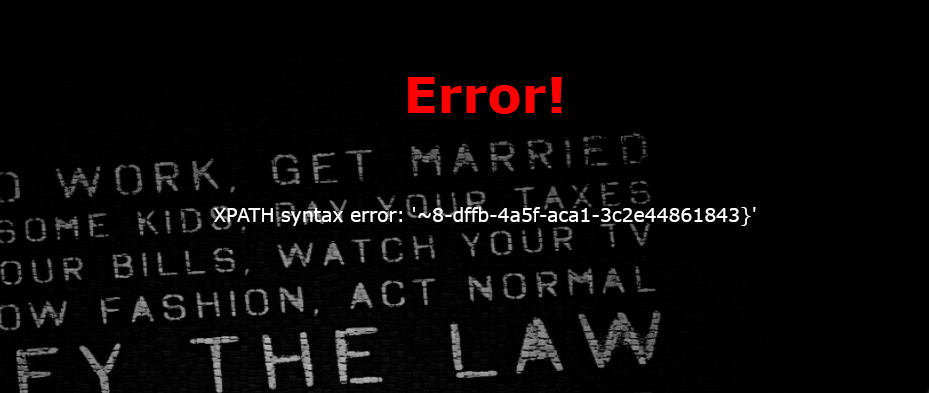 Error!
O WORK, GET MARRIED
SOME KIDS, PAY YOUR TAXES
XPATH syntax error: '~8-dffb-4a5f-aca1-3c2e44861843}'
OUR BILLS, WATCH YOUR TV
OW FASHION, ACT NORMAL
EY THE LAW